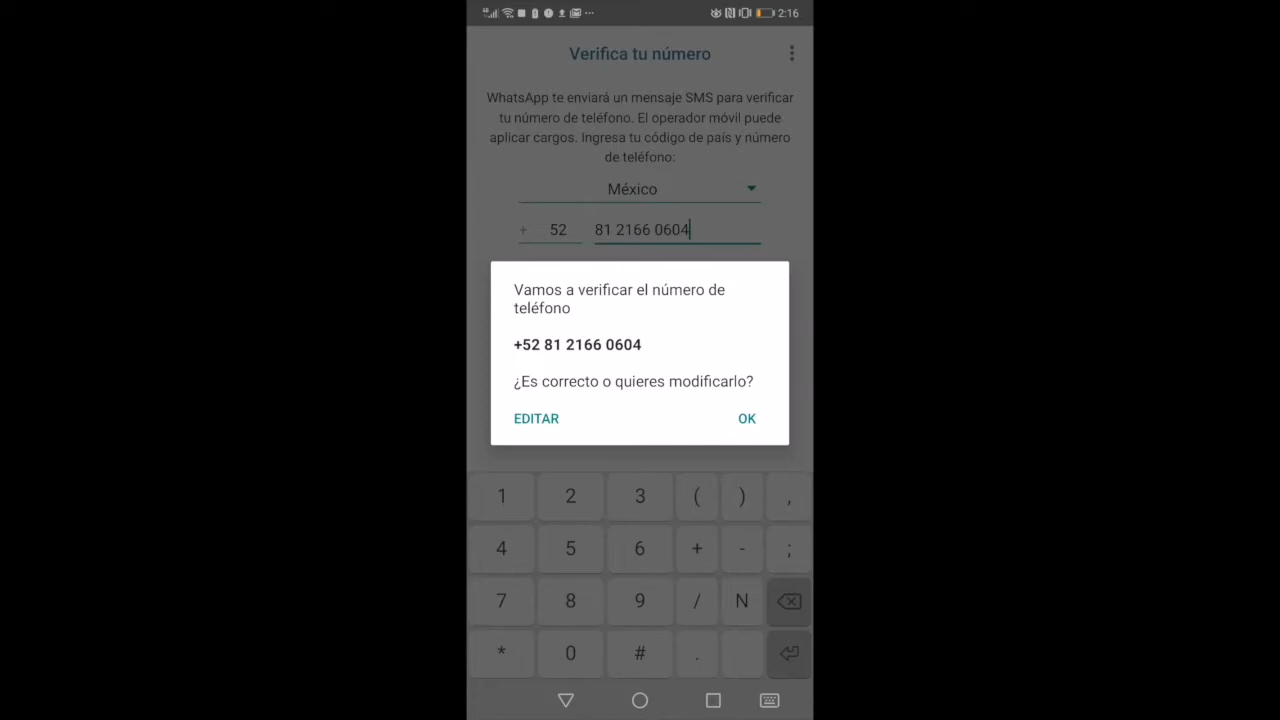 2:16
Verifica tu número
WhatsApp te enviará un mensaje SMS para verificar
tu número de teléfono. El operador móvil puede
aplicar cargos. Ingresa tu código de país y número
de teléfono:
México
+ 52 81 2166 0604
Vamos a verificar el número de
teléfono
+52 81 2166 0604
¿Es correcto o quieres modificarlo?
EDITAR OK
1 2 3 ( ) ,
4 5 6 + - ;
7 8 9 / N
* 0 # .